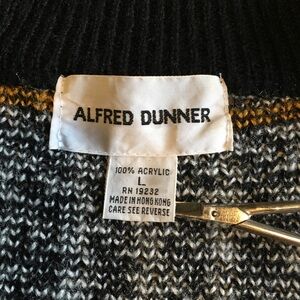 ALFRED DUNNER
100% ACRYLIC
L
RN 19232
MADE IN HONG KONG
CARE SEE REVERSE